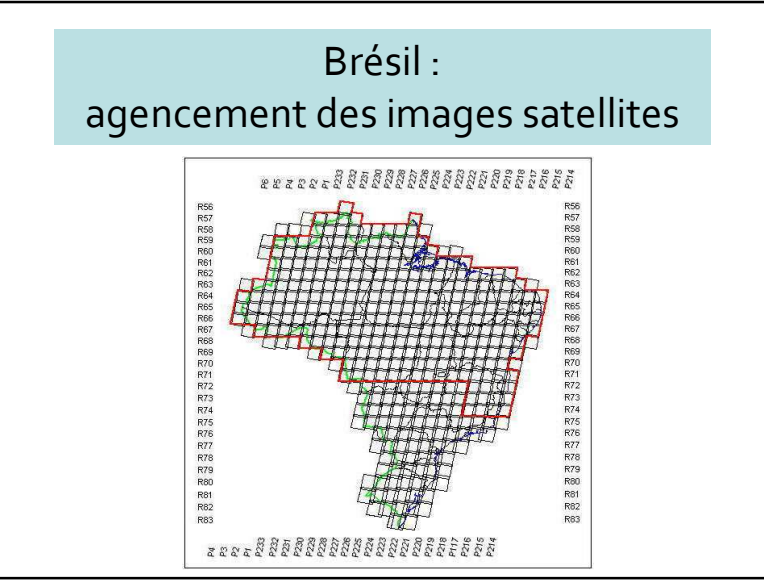 Brésil :
agencement des images satellites
P6 P5 P4 P3 P2 P1 P233 P232 P231 P230 P229 P228 P227 P226 P225 P224 P223 P222 P221 P220 P219 P218 P217 P216 P215 P214
R56 R56
R57 R57
R58 R58
R59 R59
R60 R60
R61 R61
R62 R62
R63 R63
R64 R64
R65 R65
R66 R66
R67 R67
R68 R68
R69 R69
R70 R70
R71 R71
R72 R72
R73 R73
R74 R74
R75 R75
R76 R76
R77 R77
R78 R78
R79 R79
R80 R80
R81 R81
R82 R82
R83 R83
P4 P3 P2 P1 P233 P232 P231 P230 P229 P228 P227 P226 P225 P224 P223 P222 P221 P220 P219 P218 P117 P216 P215 P214